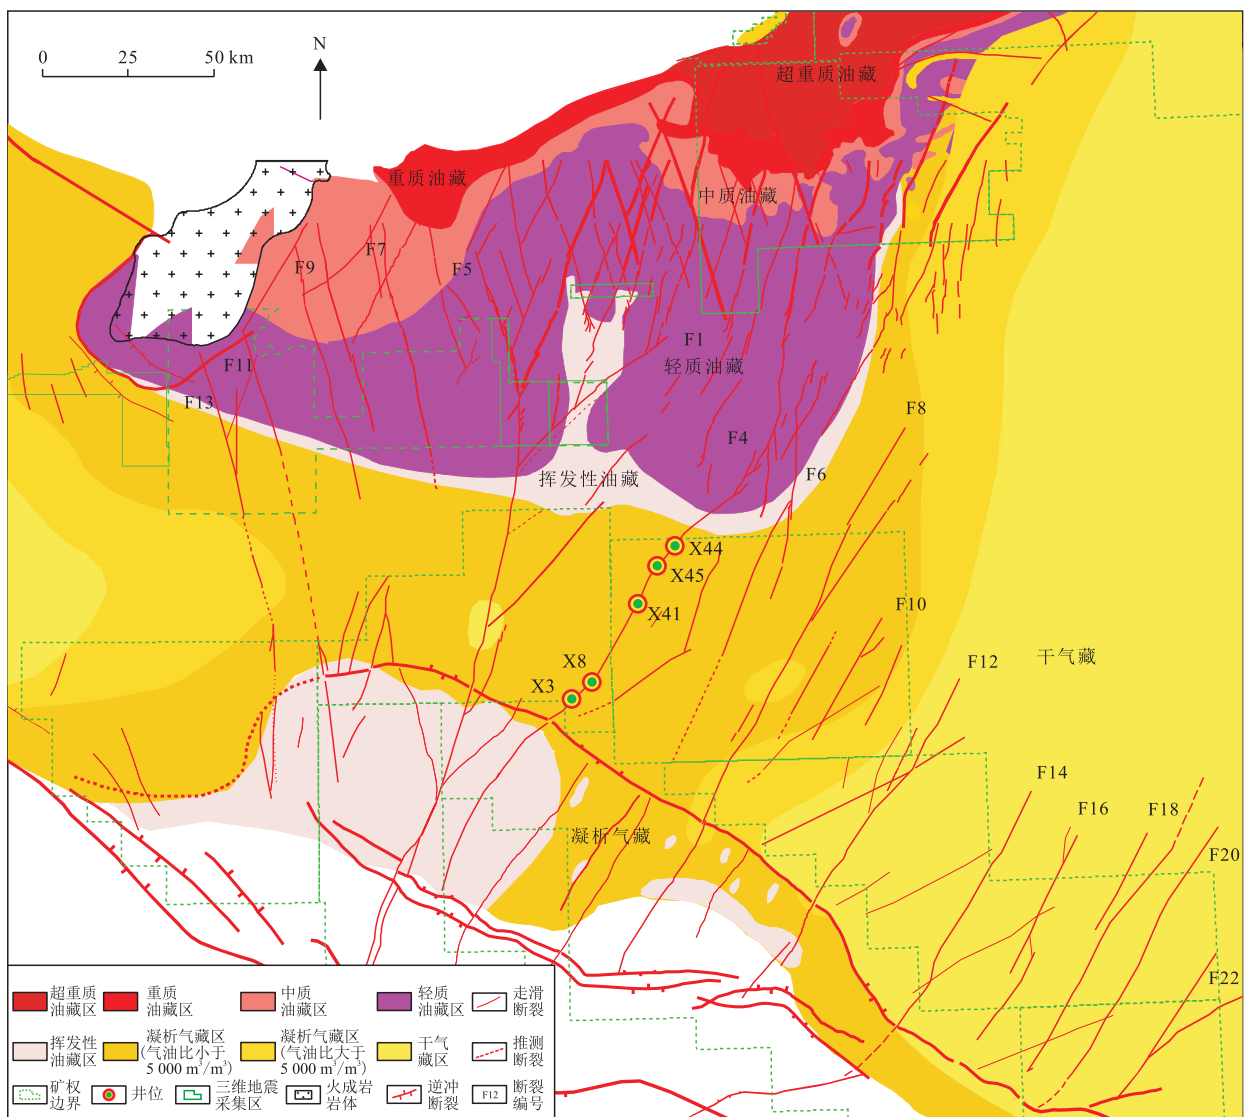 0 25 50 km
N
超重质油藏
重质油藏
中质油藏
F7
F9
F5
F1
轻质油藏
F11
F13
F8
F4
F6
挥发性油藏
X44
X45
X41
F10
X8
X3
F12
干气藏
F14
F16
F18
凝析气藏
F20
F22
超重质
油藏区
重质
油藏区
中质
油藏区
轻质
油藏区
走滑
断裂
挥发性
油藏区
凝析气藏区
(气油比小于
5 000 m³/m³)
凝析气藏区
(气油比大于
5 000 m³/m³)
干气
藏区
推测
断裂
矿权
边界
井位
三维地震
采集区
火成岩
岩体
逆冲
断裂
F12
断裂
编号